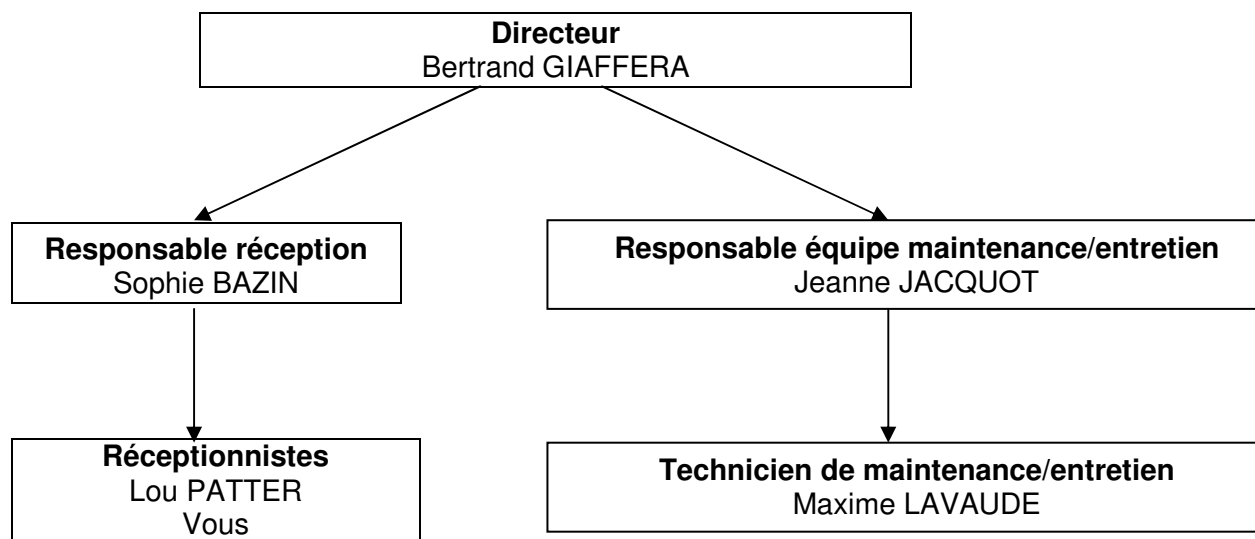 Directeur
Bertrand GIAFFERA
Responsable réception
Sophie BAZIN
Responsable équipe maintenance/entretien
Jeanne JACQUOT
Réceptionnistes
Lou PATTER
Vous
Technicien de maintenance/entretien
Maxime LAVAUDE